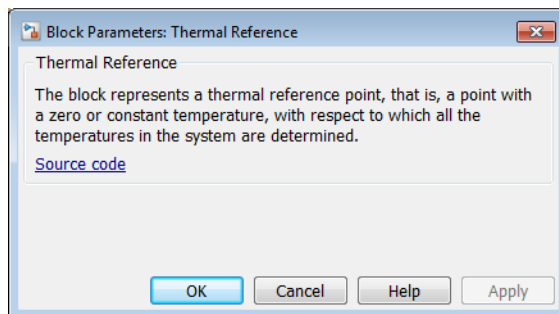 Block Parameters: Thermal Reference
Thermal Reference
The block represents a thermal reference point, that is, a point with
a zero or constant temperature, with respect to which all the
temperatures in the system are determined.
Source code
OK Cancel Help Apply